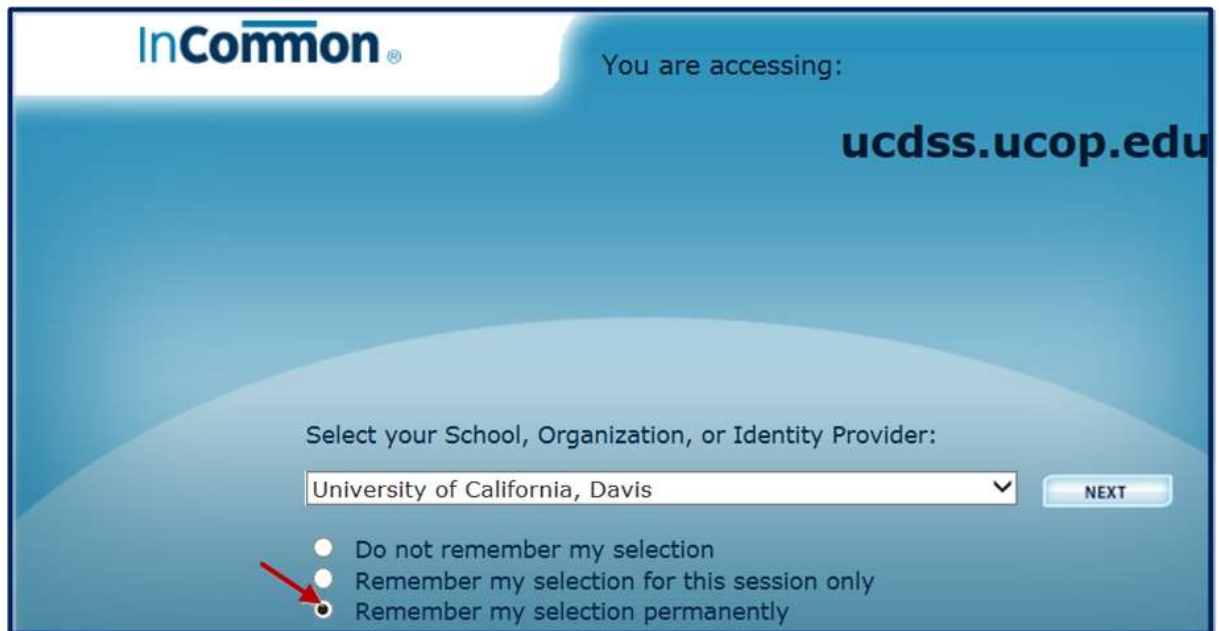 InCommon®
You are accessing:
ucdss.ucop.edu
Select your School, Organization, or Identity Provider:
University of California, Davis
NEXT
Do not remember my selection
Remember my selection for this session only
Remember my selection permanently